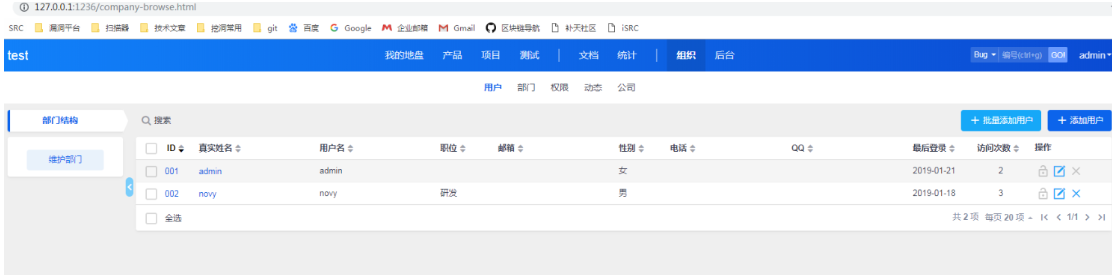 127.0.0.1:1236/company-browse.html
SRC 漏洞平台 扫描器 技术文章 挖洞常用 git 百度 Google 企业邮箱 Gmail 区块链导航 补天社区 iSRC
test 我的地盘 产品 项目 测试 文档 统计 组织 后台 Bug 编号(ctrl+g) GO! admin
用户 部门 权限 动态 公司
部门结构 搜索 + 批量添加用户 + 添加用户
维护部门
ID 真实姓名 用户名 职位 邮箱 性别 电话 QQ 最后登录 访问次数 操作
001 admin admin 女 2019-01-21 2
002 novy novy 研发 男 2019-01-18 3
全选 共 2 项 每页 20 项 1/1